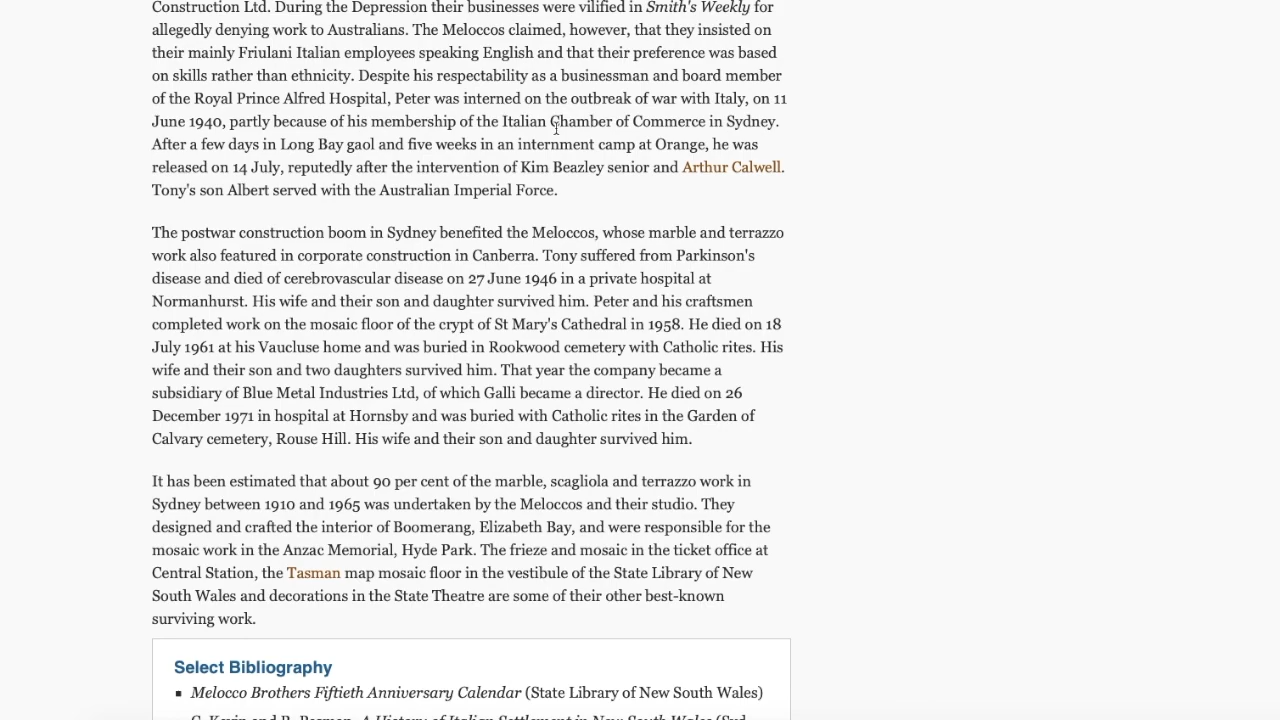 Construction Ltd. During the Depression their businesses were vilified in Smith's Weekly for
allegedly denying work to Australians. The Meloccos claimed, however, that they insisted on
their mainly Friulani Italian employees speaking English and that their preference was based
on skills rather than ethnicity. Despite his respectability as a businessman and board member
of the Royal Prince Alfred Hospital, Peter was interned on the outbreak of war with Italy, on 11
June 1940, partly because of his membership of the Italian Chamber of Commerce in Sydney.
After a few days in Long Bay gaol and five weeks in an internment camp at Orange, he was
released on 14 July, reputedly after the intervention of Kim Beazley senior and Arthur Calwell.
Tony's son Albert served with the Australian Imperial Force.
The postwar construction boom in Sydney benefited the Meloccos, whose marble and terrazzo
work also featured in corporate construction in Canberra. Tony suffered from Parkinson's
disease and died of cerebrovascular disease on 27 June 1946 in a private hospital at
Normanhurst. His wife and their son and daughter survived him. Peter and his craftsmen
completed work on the mosaic floor of the crypt of St Mary's Cathedral in 1958. He died on 18
July 1961 at his Vaucluse home and was buried in Rookwood cemetery with Catholic rites. His
wife and their son and two daughters survived him. That year the company became a
subsidiary of Blue Metal Industries Ltd, of which Galli became a director. He died on 26
December 1971 in hospital at Hornsby and was buried with Catholic rites in the Garden of
Calvary cemetery, Rouse Hill. His wife and their son and daughter survived him.
It has been estimated that about 90 per cent of the marble, scagliola and terrazzo work in
Sydney between 1910 and 1965 was undertaken by the Meloccos and their studio. They
designed and crafted the interior of Boomerang, Elizabeth Bay, and were responsible for the
mosaic work in the Anzac Memorial, Hyde Park. The frieze and mosaic in the ticket office at
Central Station, the Tasman map mosaic floor in the vestibule of the State Library of New
South Wales and decorations in the State Theatre are some of their other best-known
surviving work.
Select Bibliography
Melocco Brothers Fiftieth Anniversary Calendar (State Library of New South Wales)
A History of Italian Settlement in New South Wales